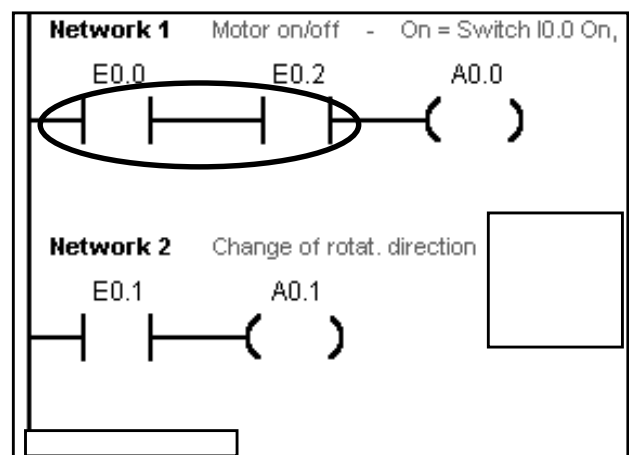 Network 1 Motor on/off - On = Switch I0.0 On,
E0.0 E0.2 A0.0
Network 2 Change of rotat. direction
E0.1 A0.1